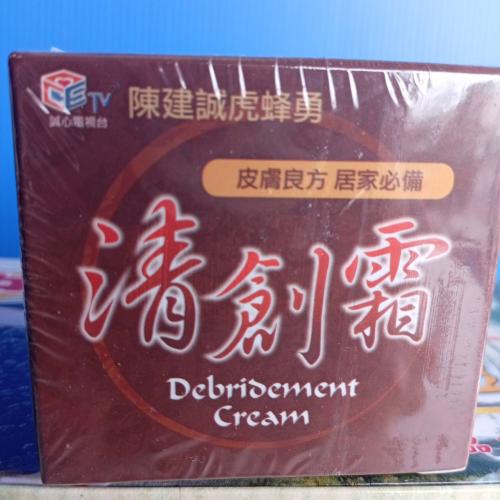 CSTV
誠心電視台
陳建誠虎蜂勇
皮膚良方 居家必備
清創霜
Debridement
Cream